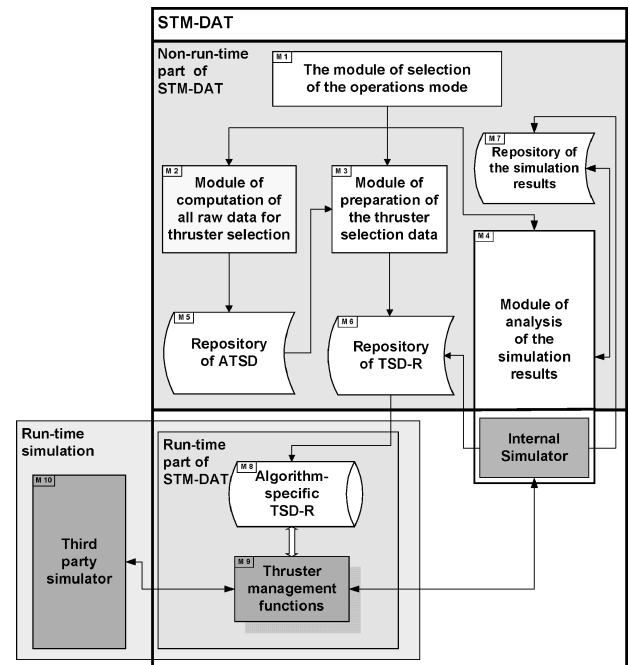 STM-DAT
Non-run-time
part of
STM-DAT
M 1
The module of selection
of the operations mode
M 7
Repository of
the simulation
results
M 2
Module of
computation of
all raw data for
thruster selection
M 3
Module of
preparation of
the thruster
selection data
M 4
Module of
analysis
of the
simulation
results
M 5
Repository
of ATSD
M 6
Repository
of TSD-R
Internal
Simulator
Run-time
simulation
Run-time
part of
STM-DAT
M 8
Algorithm-
specific
TSD-R
M 10
Third
party
simulator
M 9
Thruster
management
functions